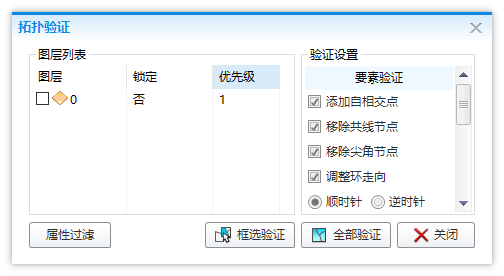 拓扑验证
图层列表
图层 锁定 优先级
0 否 1
验证设置
要素验证
添加自相交点
移除共线节点
移除尖角节点
调整环走向
顺时针 逆时针
属性过滤 框选验证 全部验证 关闭